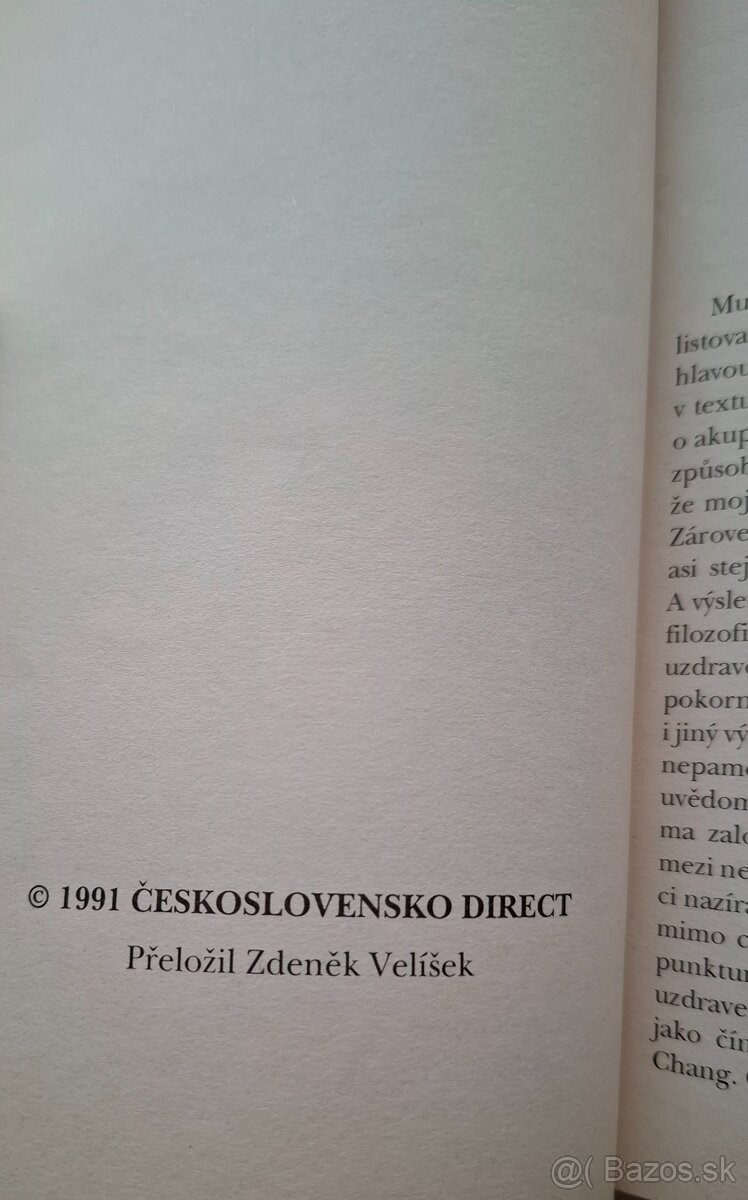 © 1991 ČESKOSLOVENSKO DIRECT
Přeložil Zdeněk Velíšek
Mu
listova
hlavou
v textu
o akup
způsob
že moj
Zárove
asi stej
A výsle
filozofi
uzdrave
pokorn
i jiný vý
nepamě
uvědom
ma zalo
mezi ne
ci nazíra
mimo c
punktur
uzdrave
jako čín
Chang.
@( Bazos.sk